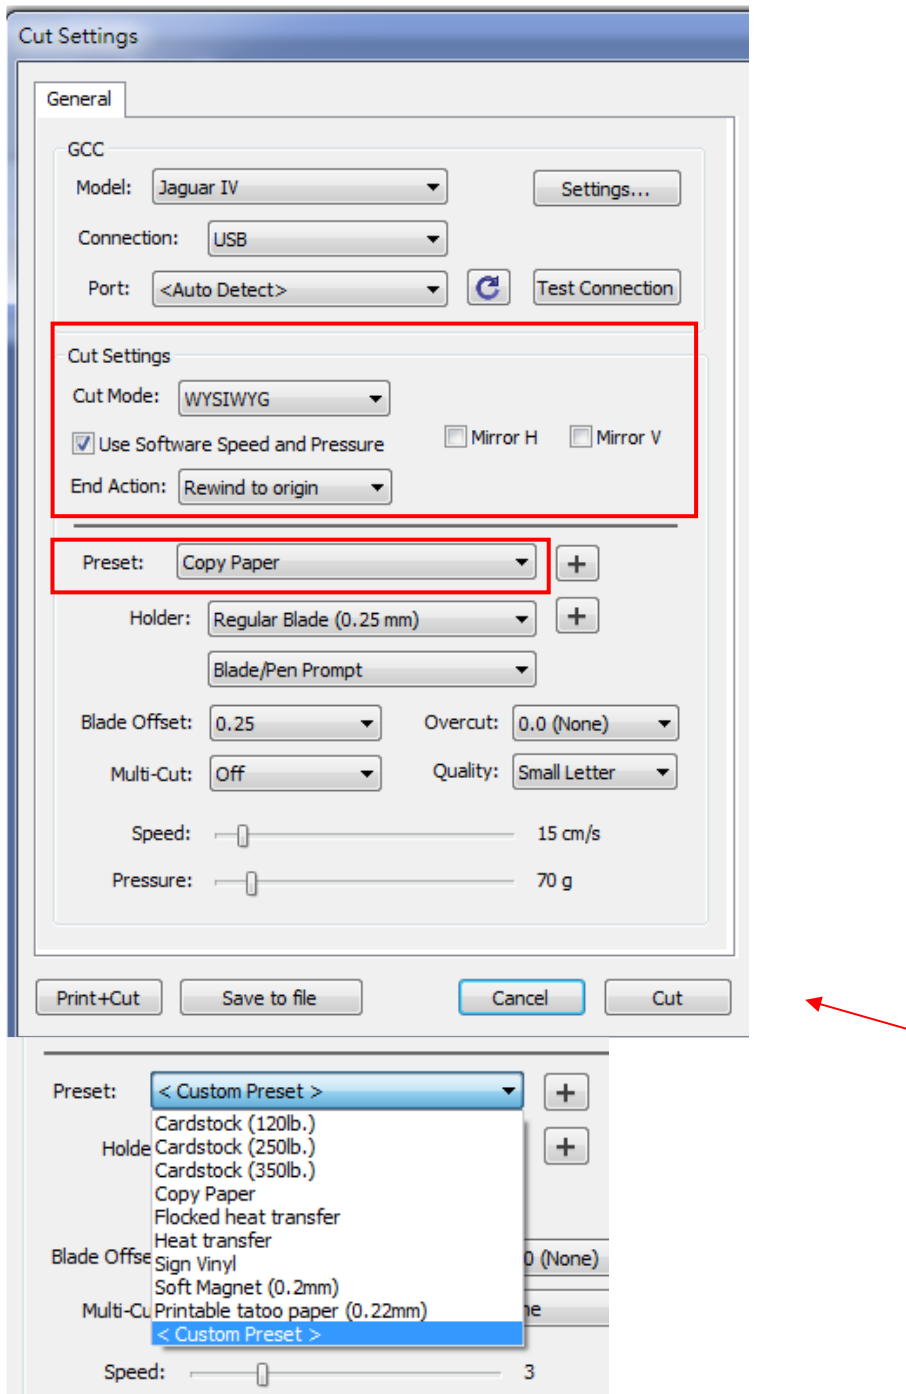 Cut Settings
General
GCC
Model: Jaguar IV Settings...
Connection: USB
Port: <Auto Detect> Test Connection
Cut Settings
Cut Mode: WYSIWYG
Use Software Speed and Pressure Mirror H Mirror V
End Action: Rewind to origin
Preset: Copy Paper +
Holder: Regular Blade (0.25 mm) +
Blade/Pen Prompt
Blade Offset: 0.25 Overcut: 0.0 (None)
Multi-Cut: Off Quality: Small Letter
Speed: 15 cm/s
Pressure: 70 g
Print+Cut Save to file Cancel Cut
Preset: < Custom Preset > +
Cardstock (120lb.)
Holde Cardstock (250lb.) +
Cardstock (350lb.)
Copy Paper
Flocked heat transfer
Heat transfer
Blade Offse Sign Vinyl 0 (None)
Soft Magnet (0.2mm)
Multi-Cu Printable tatoo paper (0.22mm) ne
< Custom Preset >
Speed: 3